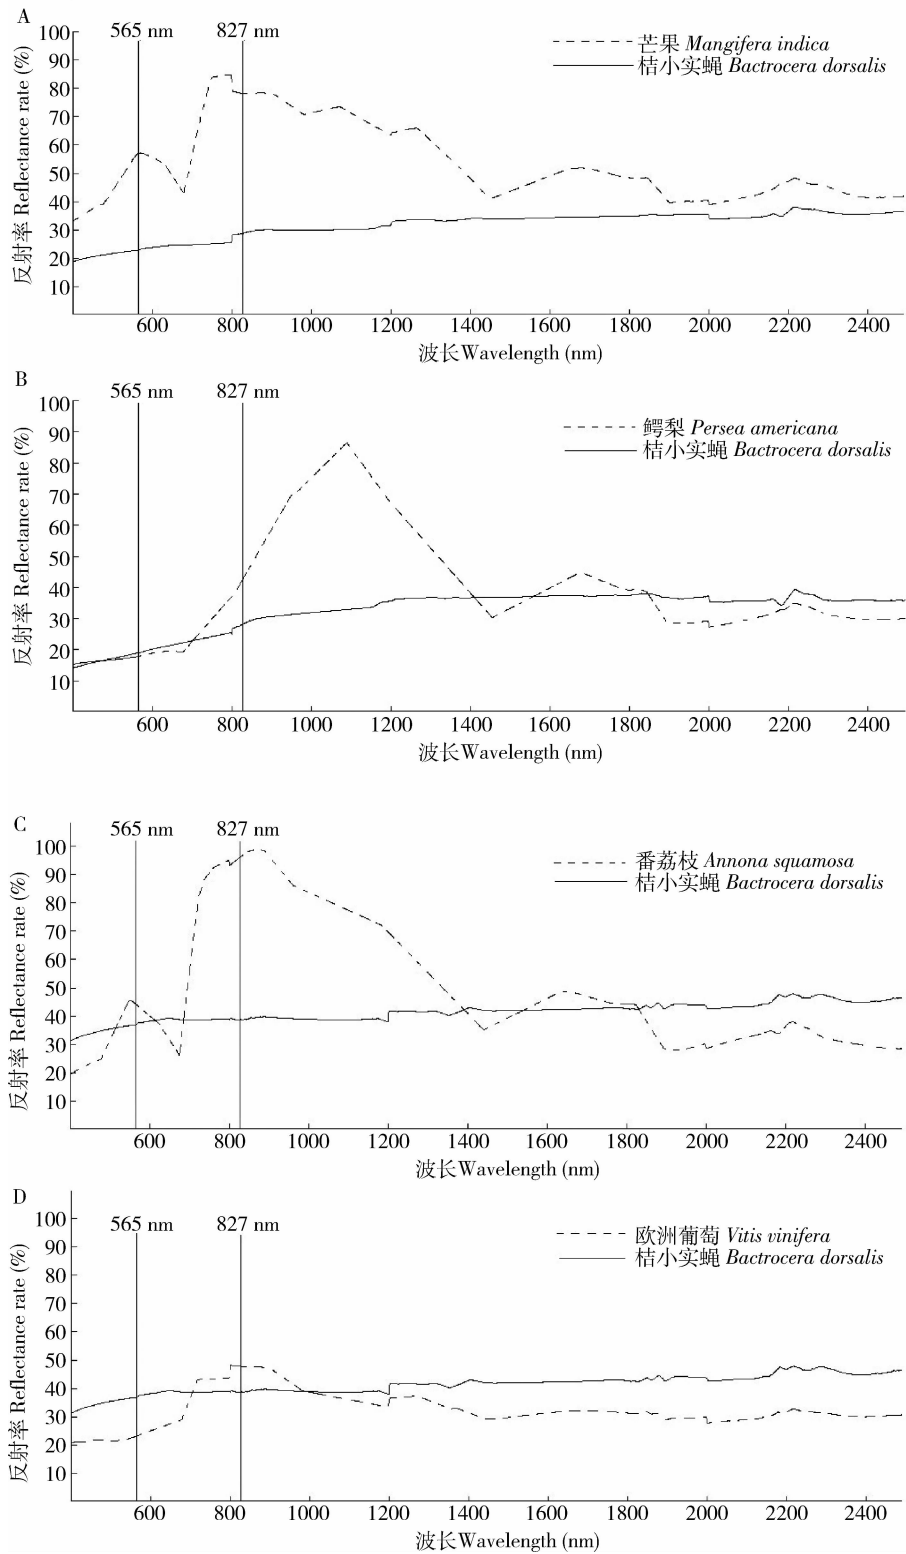 A
565 nm 827 nm
芒果 Mangifera indica
桔小实蝇 Bactrocera dorsalis
反射率 Reflectance rate (%)
100
90
80
70
60
50
40
30
20
10
600 800 1000 1200 1400 1600 1800 2000 2200 2400
波长Wavelength (nm)
B
565 nm 827 nm
鳄梨 Persea americana
桔小实蝇 Bactrocera dorsalis
反射率 Reflectance rate (%)
100
90
80
70
60
50
40
30
20
10
600 800 1000 1200 1400 1600 1800 2000 2200 2400
波长Wavelength (nm)
C
565 nm 827 nm
番荔枝 Annona squamosa
桔小实蝇 Bactrocera dorsalis
反射率 Reflectance rate (%)
100
90
80
70
60
50
40
30
20
10
600 800 1000 1200 1400 1600 1800 2000 2200 2400
波长Wavelength (nm)
D
565 nm 827 nm
欧洲葡萄 Vitis vinifera
桔小实蝇 Bactrocera dorsalis
反射率 Reflectance rate (%)
100
90
80
70
60
50
40
30
20
10
600 800 1000 1200 1400 1600 1800 2000 2200 2400
波长Wavelength (nm)